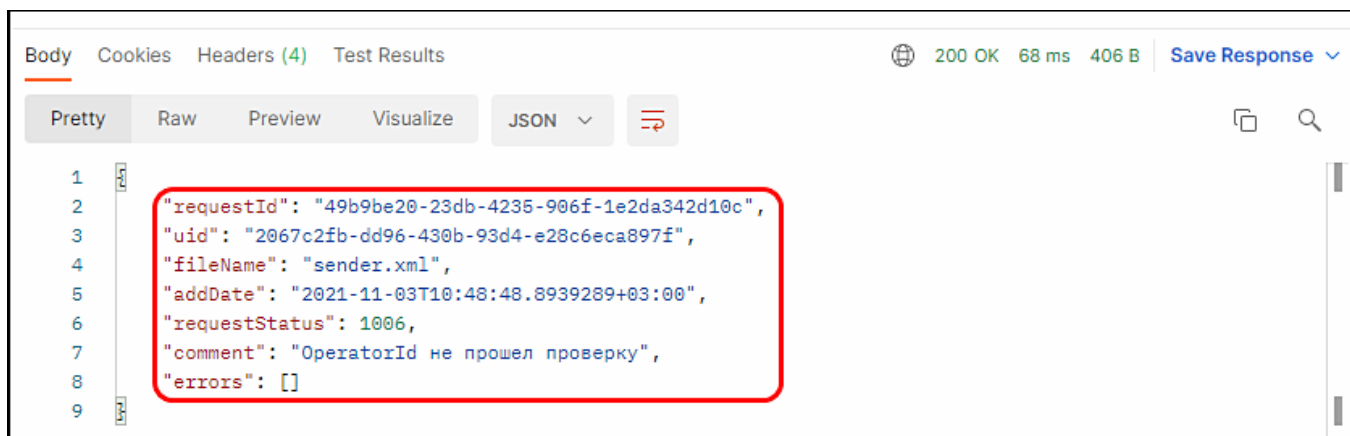 Body Cookies Headers (4) Test Results 200 OK 68 ms 406 B Save Response
Pretty Raw Preview Visualize JSON
1 {
2 "requestId": "49b9be20-23db-4235-906f-1e2da342d10c",
3 "uid": "2067c2fb-dd96-430b-93d4-e28c6eca897f",
4 "fileName": "sender.xml",
5 "addDate": "2021-11-03T10:48:48.8939289+03:00",
6 "requestStatus": 1006,
7 "comment": "OperatorId не прошел проверку",
8 "errors": []
9 }